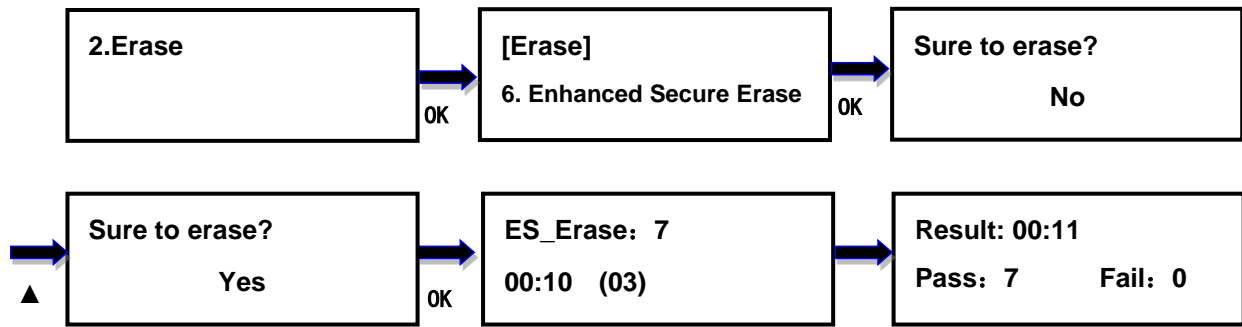 2.Erase
OK
[Erase]
6. Enhanced Secure Erase
OK
Sure to erase?
No
▲
Sure to erase?
Yes
OK
ES_Erase：7
00:10 (03)
Result: 00:11
Pass：7 Fail：0